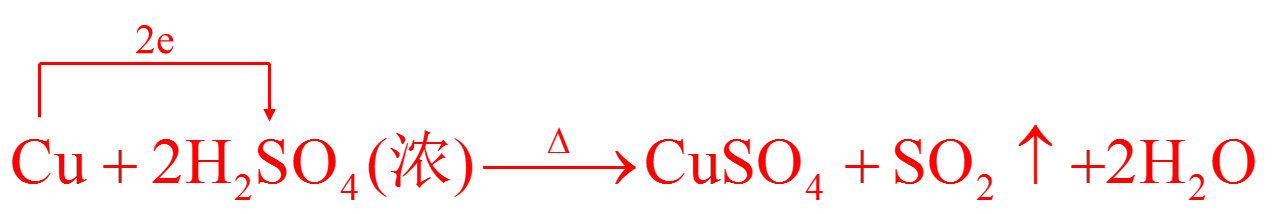 2e
Cu + 2H₂SO₄(浓) —Δ→ CuSO₄ + SO₂ ↑ +2H₂O